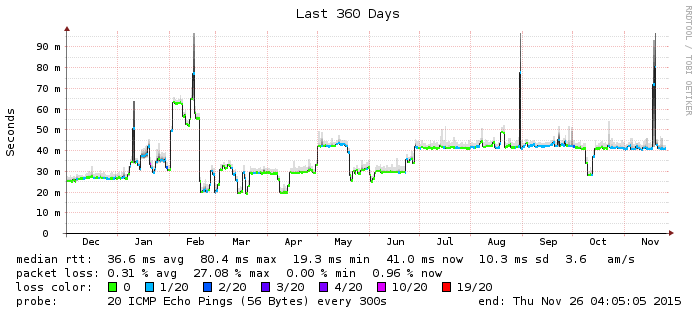 Last 360 Days
RRDTOOL / TOBI OETIKER
Seconds
90 m
80 m
70 m
60 m
50 m
40 m
30 m
20 m
10 m
0
Dec Jan Feb Mar Apr May Jun Jul Aug Sep Oct Nov
median rtt: 36.6 ms avg 80.4 ms max 19.3 ms min 41.0 ms now 10.3 ms sd 3.6 am/s
packet loss: 0.31 % avg 27.08 % max 0.00 % min 0.96 % now
loss color: 0 1/20 2/20 3/20 4/20 10/20 19/20
probe: 20 ICMP Echo Pings (56 Bytes) every 300s end: Thu Nov 26 04:05:05 2015